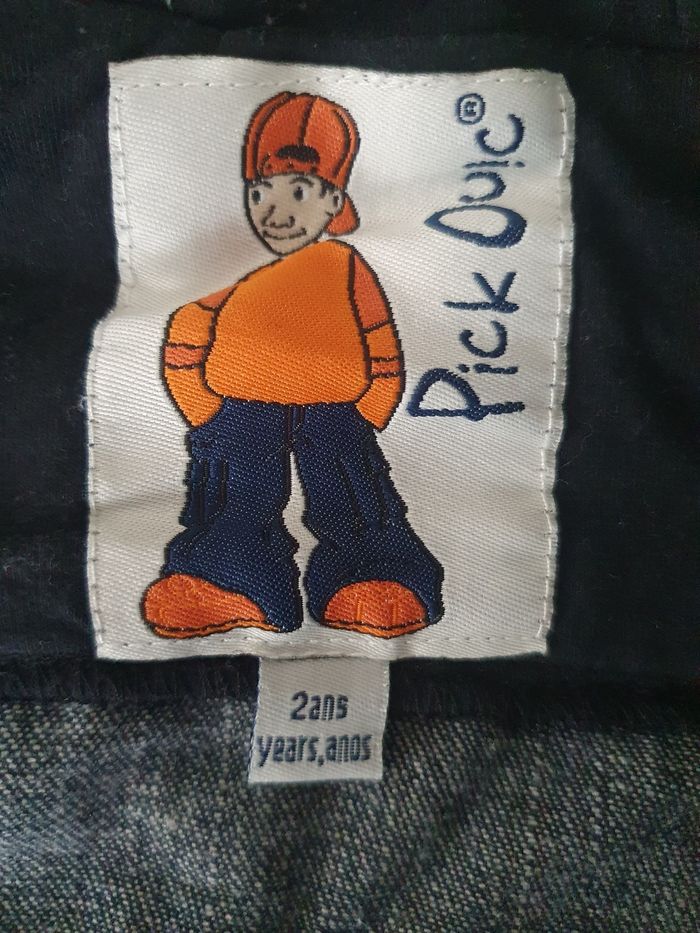 Pick Ouic®
2ans
years,anos